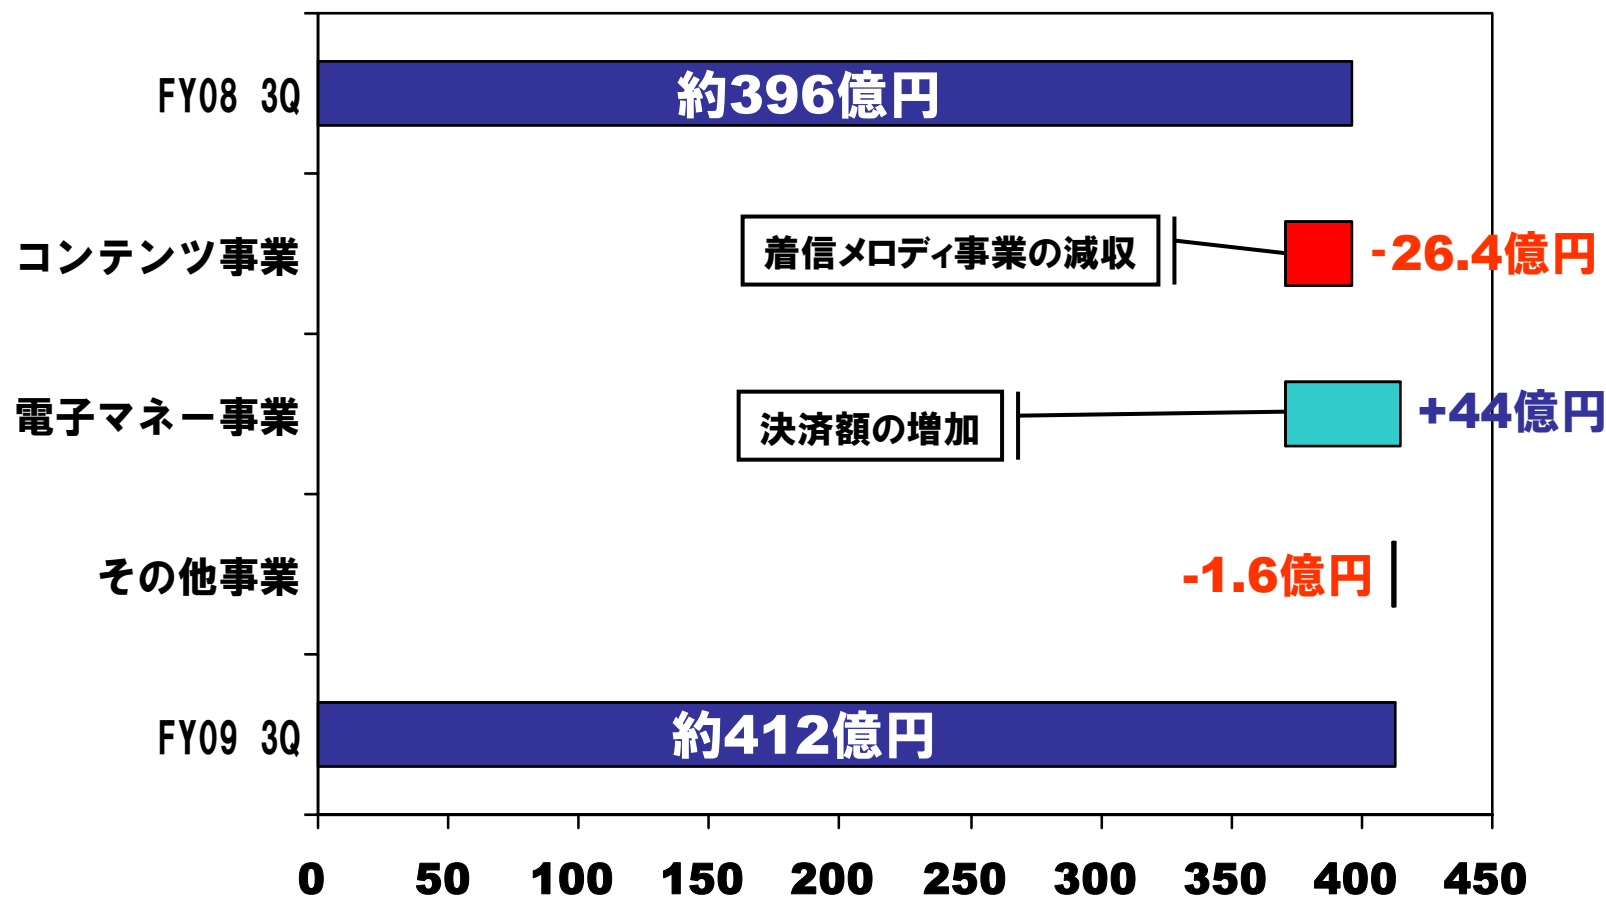 FY08 3Q
約396億円
コンテンツ事業
着信メロディ事業の減収
-26.4億円
電子マネー事業
決済額の増加
+44億円
その他事業
-1.6億円
FY09 3Q
約412億円
0 50 100 150 200 250 300 350 400 450